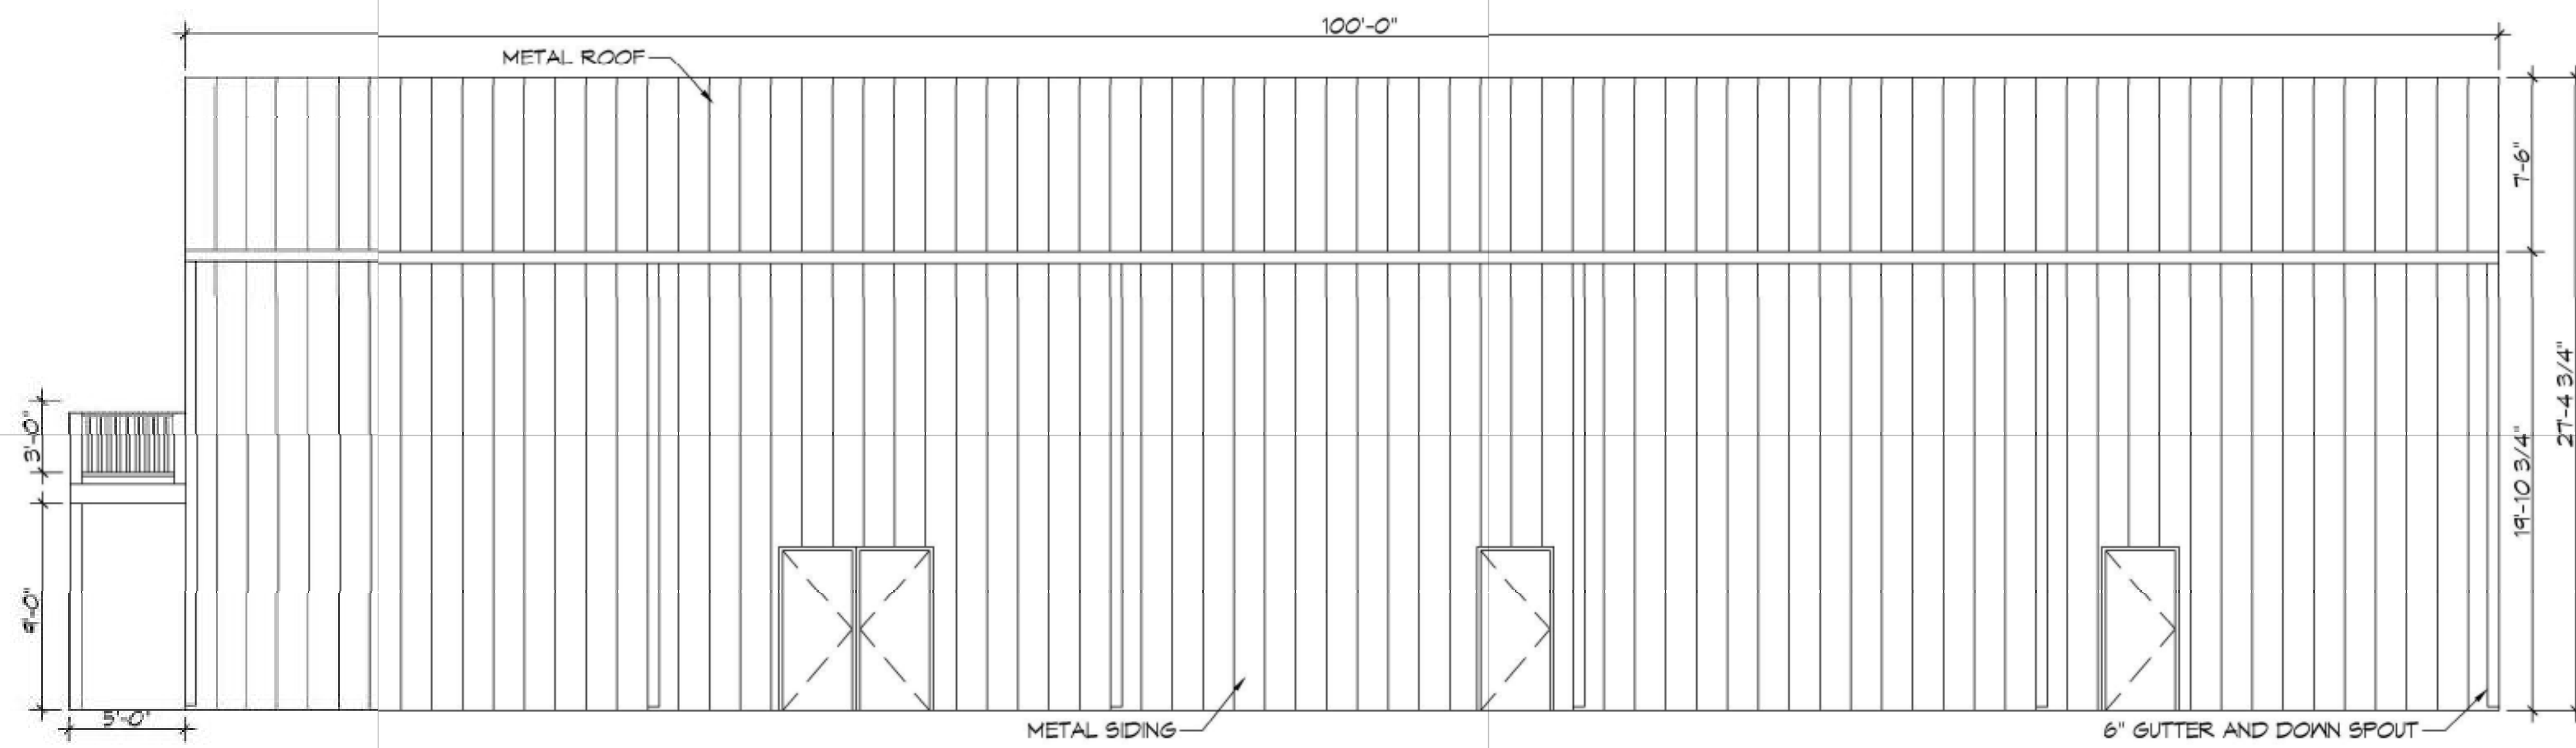 100'-0"
METAL ROOF
7'-6"
27'-4 3/4"
3'-0"
19'-10 3/4"
9'-0"
5'-0"
METAL SIDING
6" GUTTER AND DOWN SPOUT